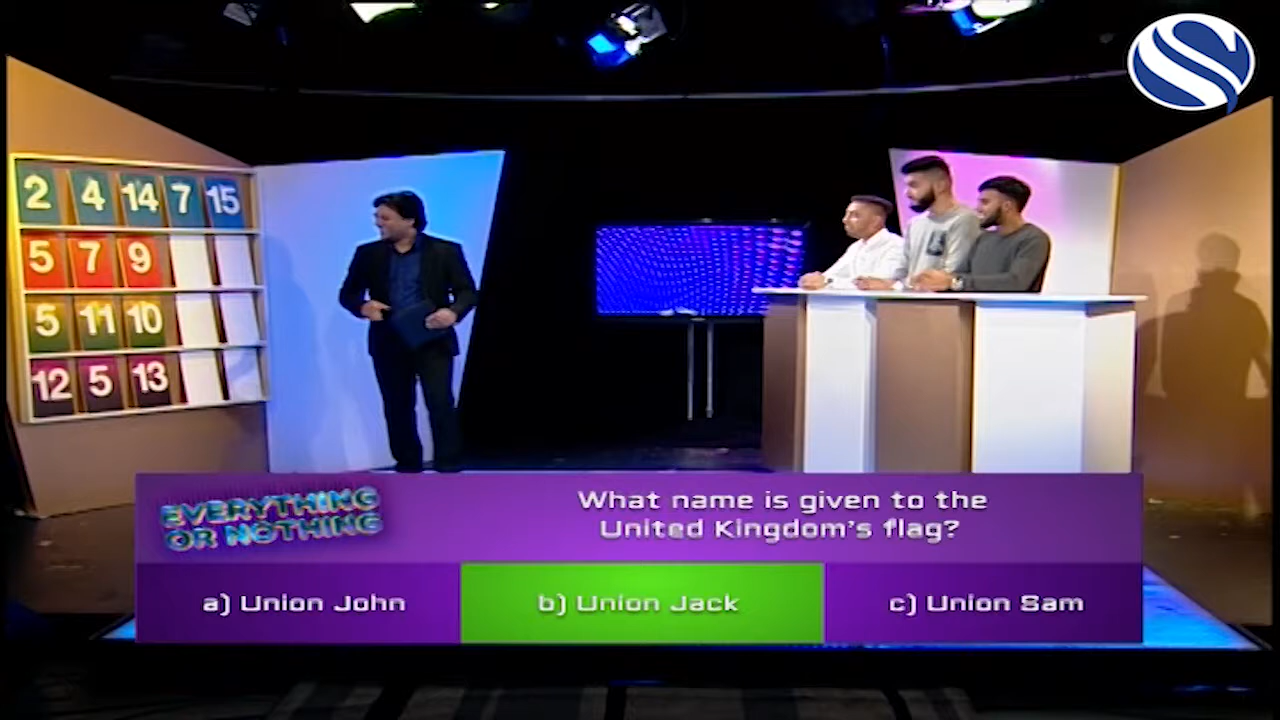 2 4 14 7 15
5 7 9
5 11 10
12 5 13
EVERYTHING
OR NOTHING
What name is given to the
United Kingdom's flag?
a) Union John
b) Union Jack
c) Union Sam
S